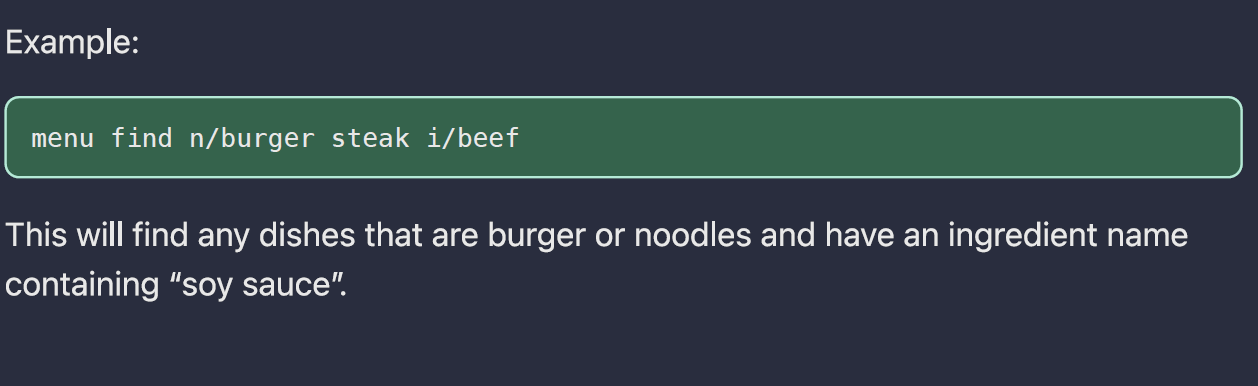 Example:
menu find n/burger steak i/beef
This will find any dishes that are burger or noodles and have an ingredient name
containing “soy sauce”.